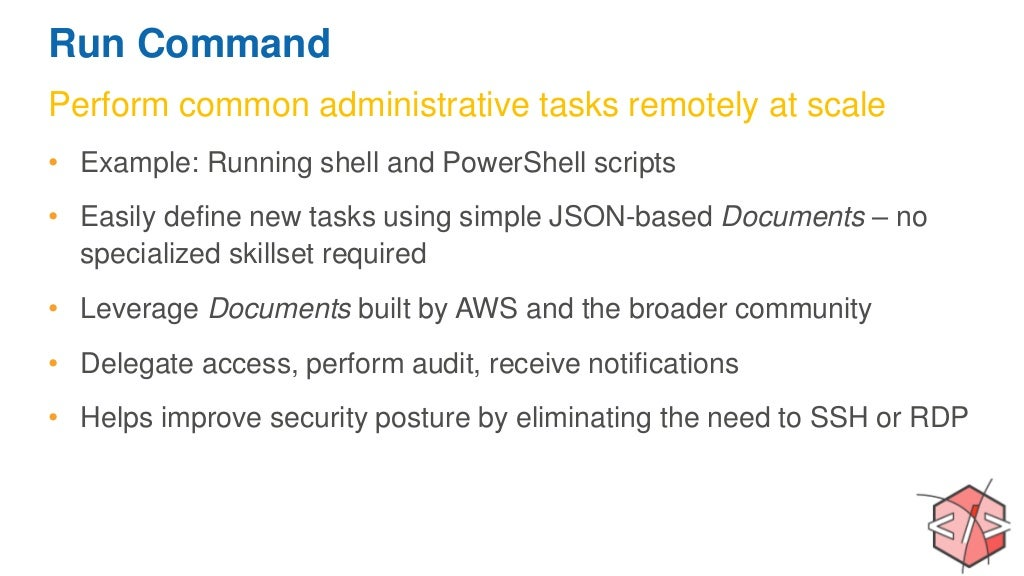 Run Command
Perform common administrative tasks remotely at scale
• Example: Running shell and PowerShell scripts
• Easily define new tasks using simple JSON-based Documents – no
specialized skillset required
• Leverage Documents built by AWS and the broader community
• Delegate access, perform audit, receive notifications
• Helps improve security posture by eliminating the need to SSH or RDP
</>